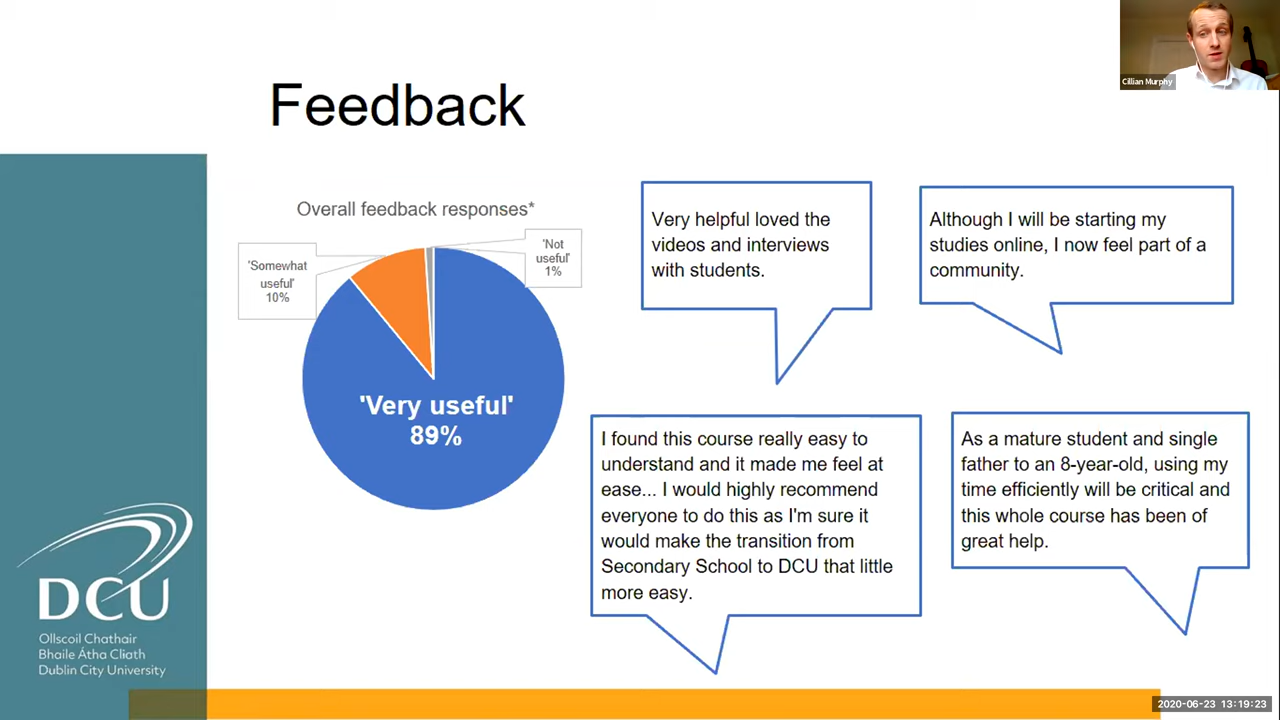 Cillian Murphy
Feedback
Overall feedback responses*
'Somewhat
useful'
10%
'Not
useful'
1%
'Very useful'
89%
Very helpful loved the
videos and interviews
with students.
Although I will be starting my
studies online, I now feel part of a
community.
I found this course really easy to
understand and it made me feel at
ease... I would highly recommend
everyone to do this as I'm sure it
would make the transition from
Secondary School to DCU that little
more easy.
As a mature student and single
father to an 8-year-old, using my
time efficiently will be critical and
this whole course has been of
great help.
DCU
Ollscoil Chathair
Bhaile Átha Cliath
Dublin City University
2020-06-23 13:19:23